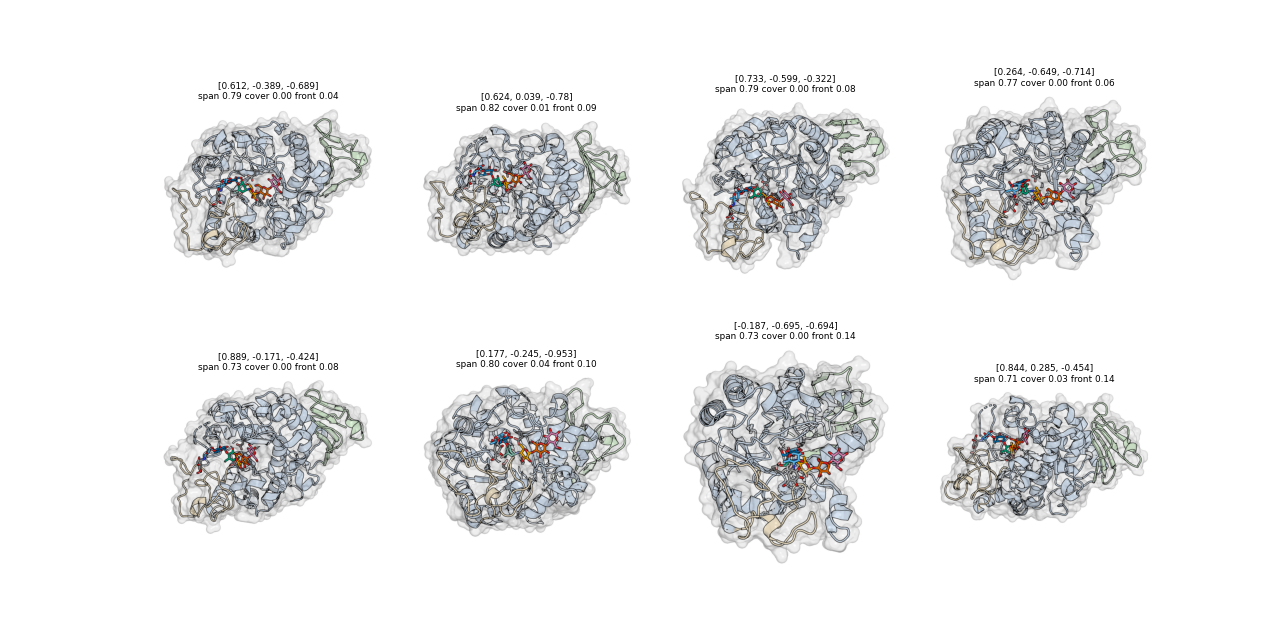 [0.612, -0.389, -0.689]
span 0.79 cover 0.00 front 0.04
[0.624, 0.039, -0.78]
span 0.82 cover 0.01 front 0.09
[0.733, -0.599, -0.322]
span 0.79 cover 0.00 front 0.08
[0.264, -0.649, -0.714]
span 0.77 cover 0.00 front 0.06
[0.889, -0.171, -0.424]
span 0.73 cover 0.00 front 0.08
[0.177, -0.245, -0.953]
span 0.80 cover 0.04 front 0.10
[-0.187, -0.695, -0.694]
span 0.73 cover 0.00 front 0.14
[0.844, 0.285, -0.454]
span 0.71 cover 0.03 front 0.14